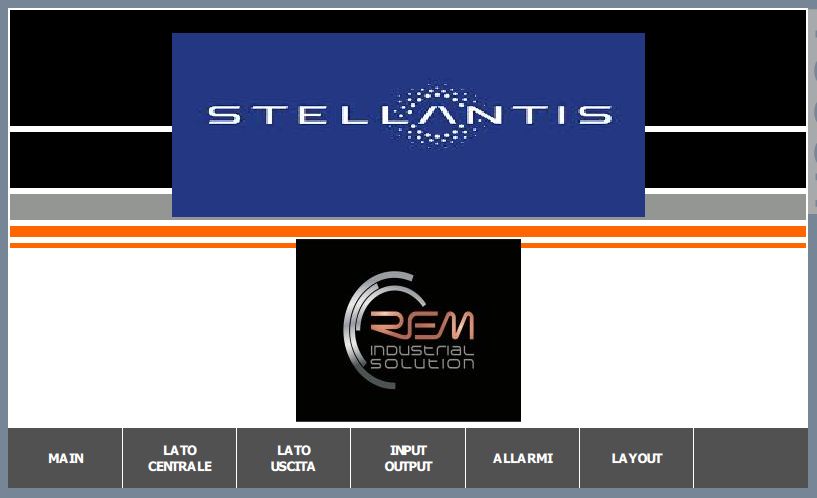 STELLANTIS
REM
INDUSTRIAL
SOLUTION
MAIN
LATO
CENTRALE
LATO
USCITA
INPUT
OUTPUT
ALLARMI
LAYOUT